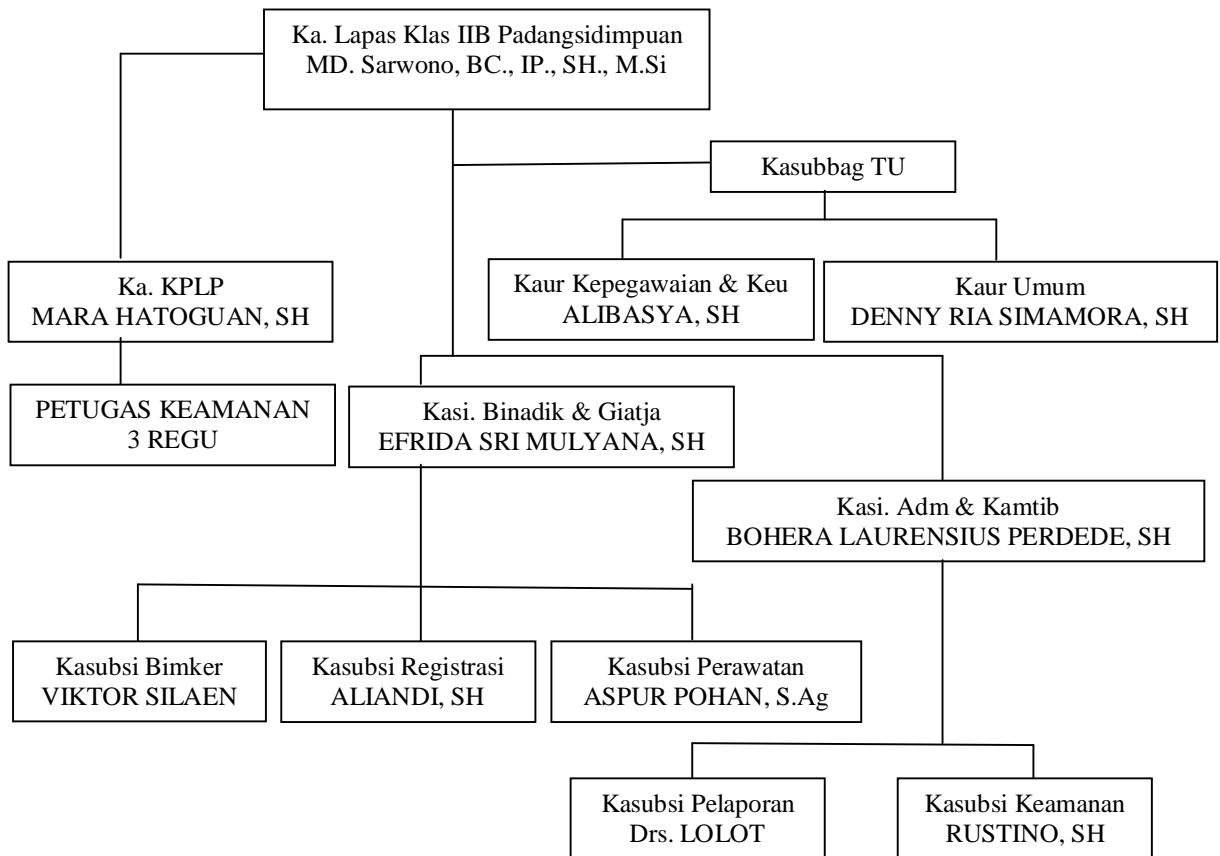 Ka. Lapas Klas IIB Padangsidimpuan
MD. Sarwono, BC., IP., SH., M.Si
Kasubbag TU
Ka. KPLP
MARA HATOGUAN, SH
Kaur Kepegawaian & Keu
ALIBASYA, SH
Kaur Umum
DENNY RIA SIMAMORA, SH
PETUGAS KEAMANAN
3 REGU
Kasi. Binadik & Giatja
EFRIDA SRI MULYANA, SH
Kasi. Adm & Kamtib
BOHERA LAURENSIUS PERDEDE, SH
Kasubsi Bimker
VIKTOR SILAEN
Kasubsi Registrasi
ALIANDI, SH
Kasubsi Perawatan
ASPUR POHAN, S.Ag
Kasubsi Pelaporan
Drs. LOLOT
Kasubsi Keamanan
RUSTINO, SH